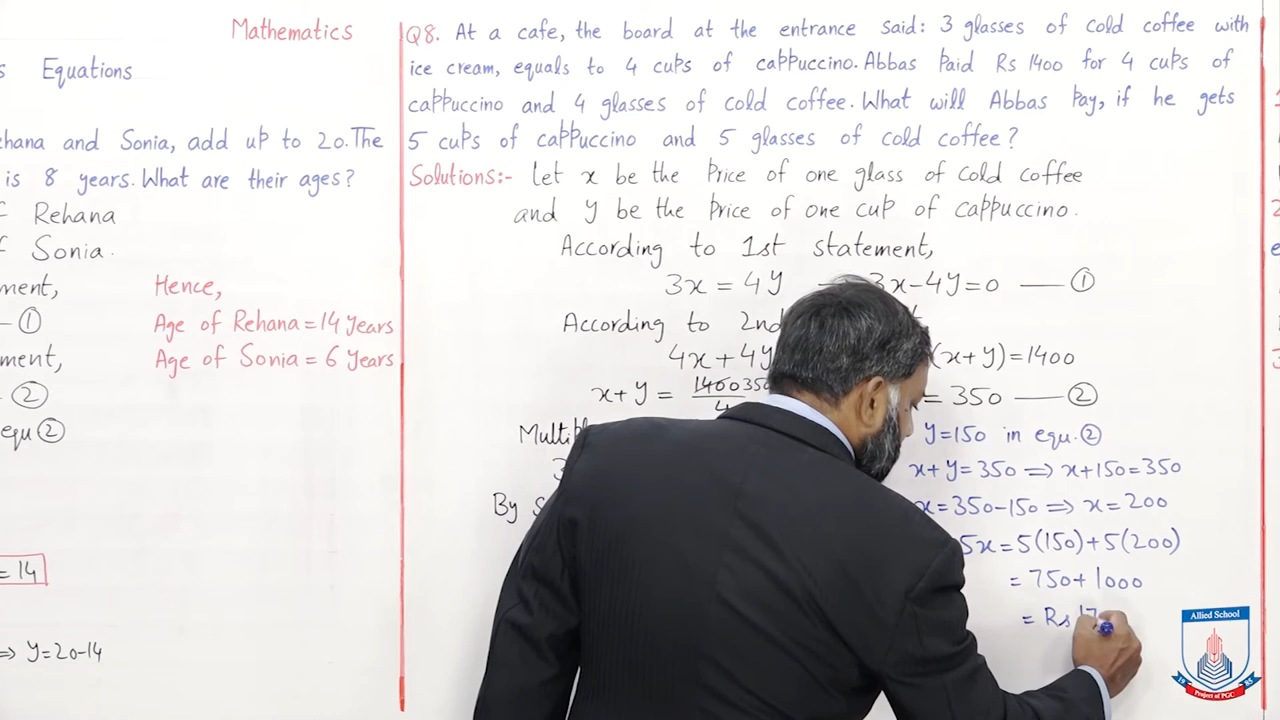 Mathematics
s Equations
ehana and Sonia, add up to 20. The
is 8 years. What are their ages?
f Rehana
f Sonia.
ment,
— ①
ment,
— ②
equ ②
= 14
⇒ y=20-14
Hence,
Age of Rehana = 14 years
Age of Sonia = 6 years
Q8. At a cafe, the board at the entrance said: 3 glasses of cold coffee with
ice cream, equals to 4 cups of cappuccino. Abbas paid Rs 1400 for 4 cups of
cappuccino and 4 glasses of cold coffee. What will Abbas pay, if he gets
5 cups of cappuccino and 5 glasses of cold coffee?
Solutions:- Let x be the price of one glass of cold coffee
and y be the price of one cup of cappuccino.
According to 1st statement,
3x = 4y 3x-4y=0 — ①
According to 2nd
4x+4y (x+y)=1400
x+y = 1400 350 = 350 — ②
4
Multipl
3
By S
y=150 in equ. ②
x+y=350 ⇒ x+150=350
x=350-150 ⇒ x=200
5x=5(150)+5(200)
= 750+1000
= Rs 17
Allied School
19 85
Project of PGC